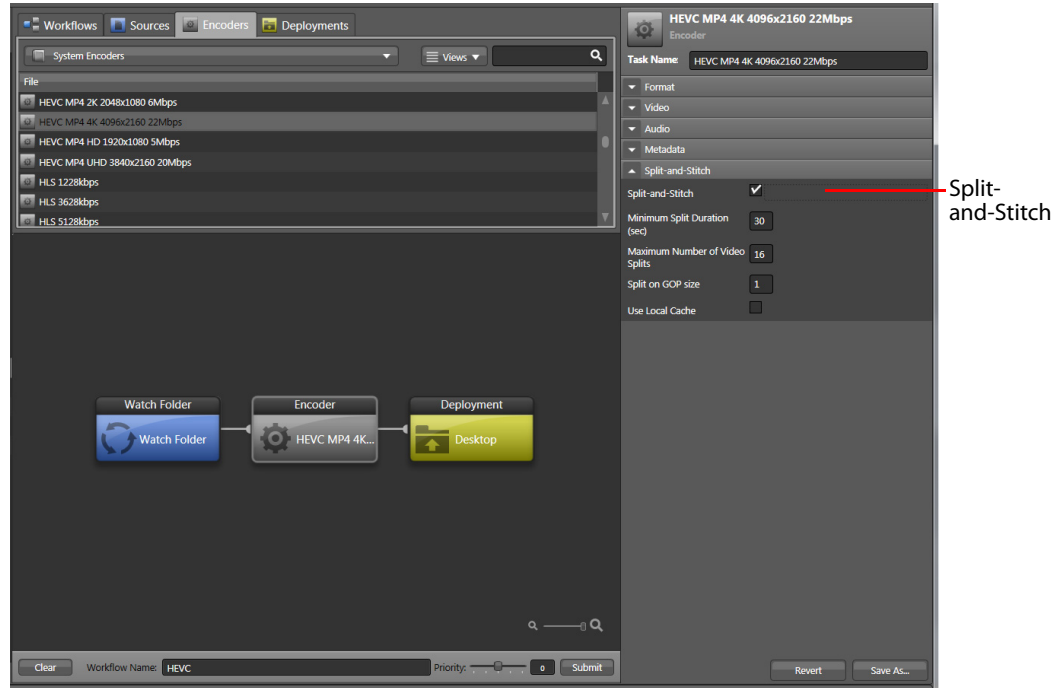 Workflows Sources Encoders Deployments
System Encoders Views
File
HEVC MP4 2K 2048x1080 6Mbps
HEVC MP4 4K 4096x2160 22Mbps
HEVC MP4 HD 1920x1080 5Mbps
HEVC MP4 UHD 3840x2160 20Mbps
HLS 1228kbps
HLS 3628kbps
HLS 5128kbps
Watch Folder Encoder Deployment
Watch Folder HEVC MP4 4K... Desktop
Clear Workflow Name: HEVC Priority: 0 Submit
HEVC MP4 4K 4096x2160 22Mbps
Encoder
Task Name: HEVC MP4 4K 4096x2160 22Mbps
Format
Video
Audio
Metadata
Split-and-Stitch
Split-and-Stitch
Minimum Split Duration
(sec) 30
Maximum Number of Video
Splits 16
Split on GOP size 1
Use Local Cache
Revert Save As...
Split-
and-Stitch